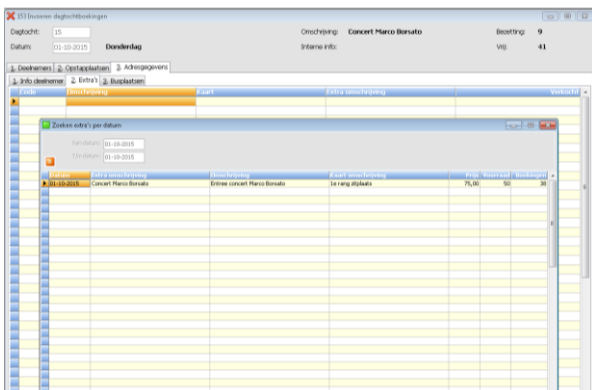 153 Invoeren dagtochtboekingen
Dagtocht: 15 Omschrijving: Concert Marco Borsato Bezetting: 9
Datum: 01-10-2015 Donderdag Interne info: Vrij: 41
1. Deelnemers 2. Opstapplaatsen 3. Adresgegevens
1. Info deelnemer 2. Extra's 3. Busplaatsen
Code Omschrijving Kaart Extra omschrijving Verkocht
Zoeken extra's per datum
Van datum: 01-10-2015
T/m datum: 01-10-2015
Datum Extra omschrijving Omschrijving Kaart omschrijving Prijs Voorraad Boekingen
01-10-2015 Concert Marco Borsato Entree concert Marco Borsato 1e rang zitplaats 75,00 50 38